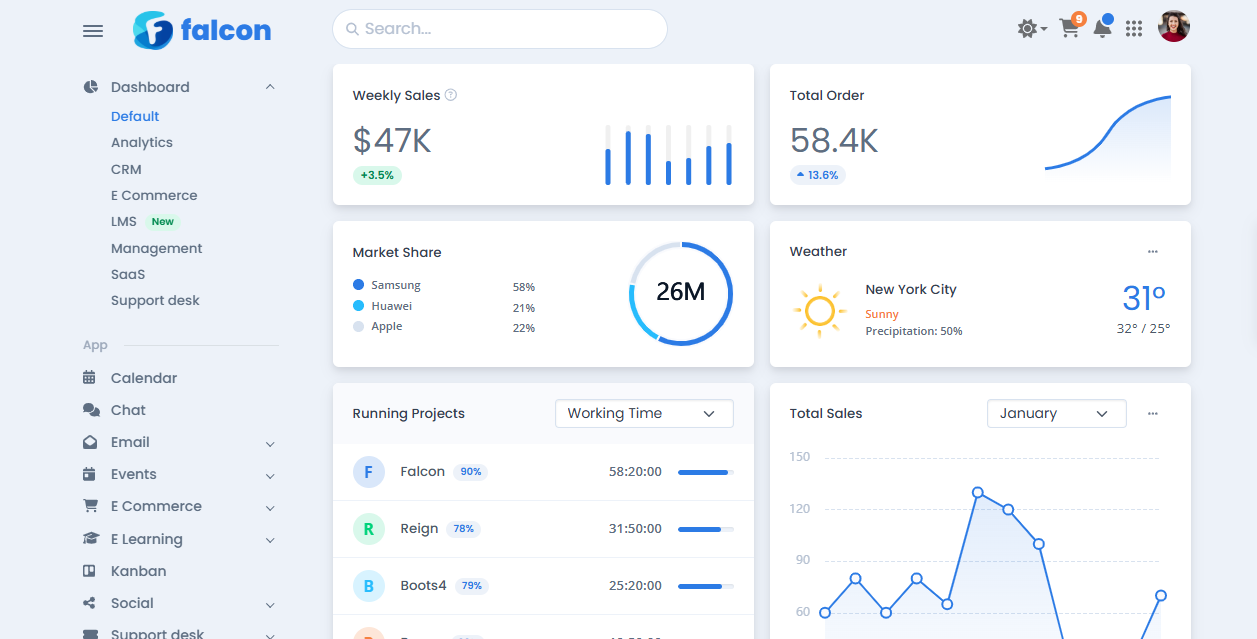 falcon
Search...
9
Dashboard
Default
Analytics
CRM
E Commerce
LMS New
Management
SaaS
Support desk
App
Calendar
Chat
Email
Events
E Commerce
E Learning
Kanban
Social
Support desk
Weekly Sales ?
$47K
+3.5%
Total Order
58.4K
13.6%
Market Share
Samsung 58%
Huawei 21%
Apple 22%
26M
Weather
New York City
Sunny
Precipitation: 50%
31°
32° / 25°
Running Projects
Working Time
F Falcon 90% 58:20:00
R Reign 78% 31:50:00
B Boots4 79% 25:20:00
Total Sales
January
150
120
90
60